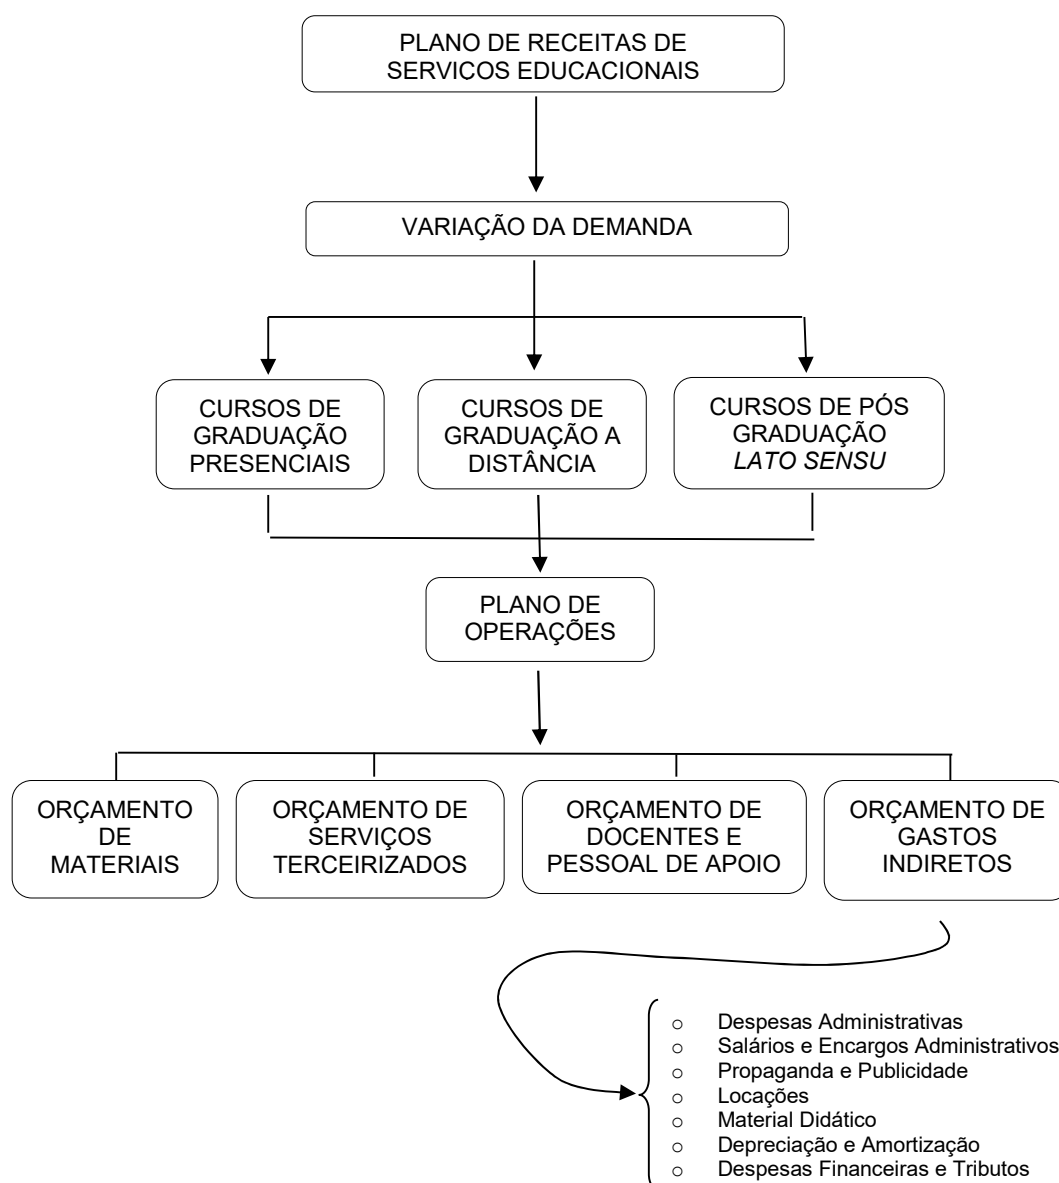 PLANO DE RECEITAS DE
SERVIÇOS EDUCACIONAIS
VARIAÇÃO DA DEMANDA
CURSOS DE
GRADUAÇÃO
PRESENCIAIS
CURSOS DE
GRADUAÇÃO A
DISTÂNCIA
CURSOS DE PÓS
GRADUAÇÃO
LATO SENSU
PLANO DE
OPERAÇÕES
ORÇAMENTO
DE
MATERIAIS
ORÇAMENTO DE
SERVIÇOS
TERCEIRIZADOS
ORÇAMENTO DE
DOCENTES E
PESSOAL DE APOIO
ORÇAMENTO DE
GASTOS
INDIRETOS
o Despesas Administrativas
o Salários e Encargos Administrativos
o Propaganda e Publicidade
o Locações
o Material Didático
o Depreciação e Amortização
o Despesas Financeiras e Tributos